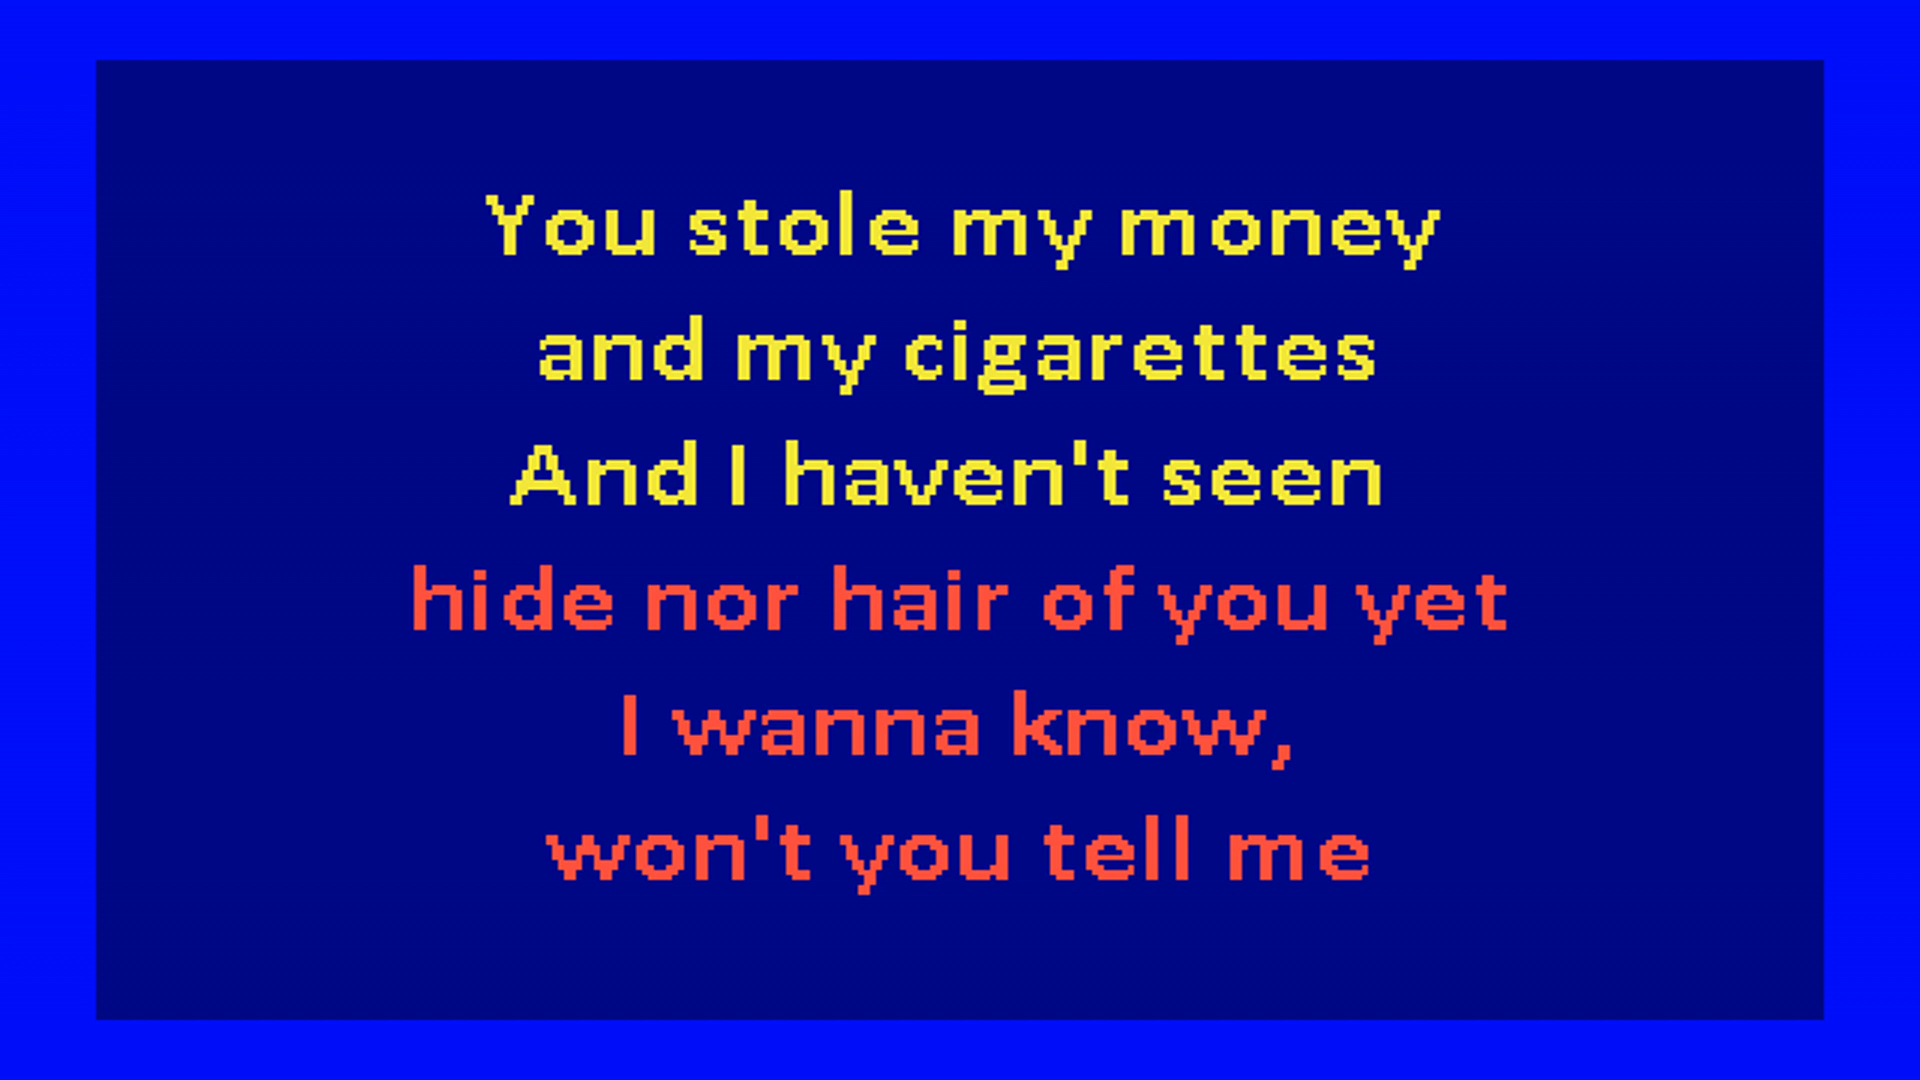 You stole my money
and my cigarettes
And I haven't seen
hide nor hair of you yet
I wanna know,
won't you tell me